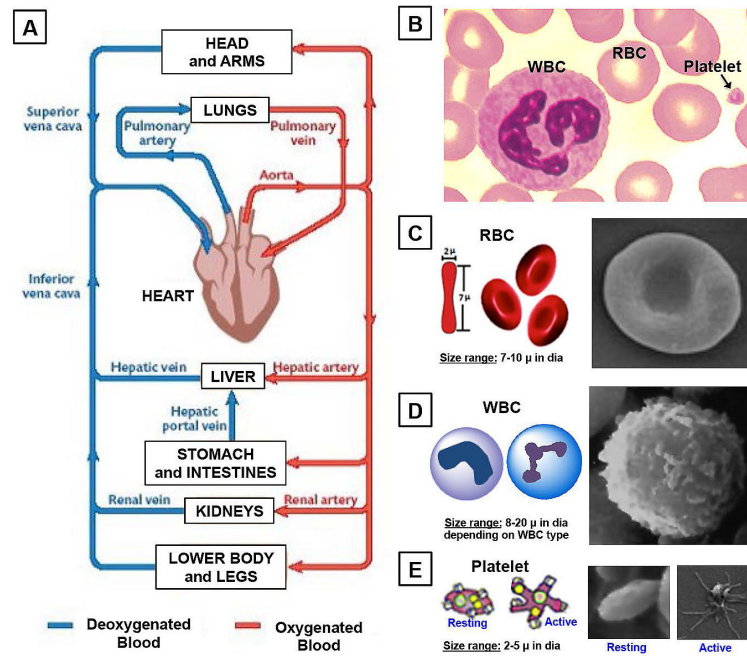 A
HEAD
and ARMS
LUNGS
Superior
vena cava
Pulmonary
artery
Pulmonary
vein
Aorta
Inferior
vena cava
HEART
Hepatic vein
LIVER
Hepatic artery
Hepatic
portal vein
STOMACH
and INTESTINES
Renal vein
KIDNEYS
Renal artery
LOWER BODY
and LEGS
Deoxygenated
Blood
Oxygenated
Blood
B
WBC
RBC
Platelet
C
RBC
2 µ
7µ
Size range: 7-10 µ in dia
D
WBC
Size range: 8-20 µ in dia
depending on WBC type
E
Platelet
Resting
Active
Size range: 2-5 µ in dia
Resting
Active